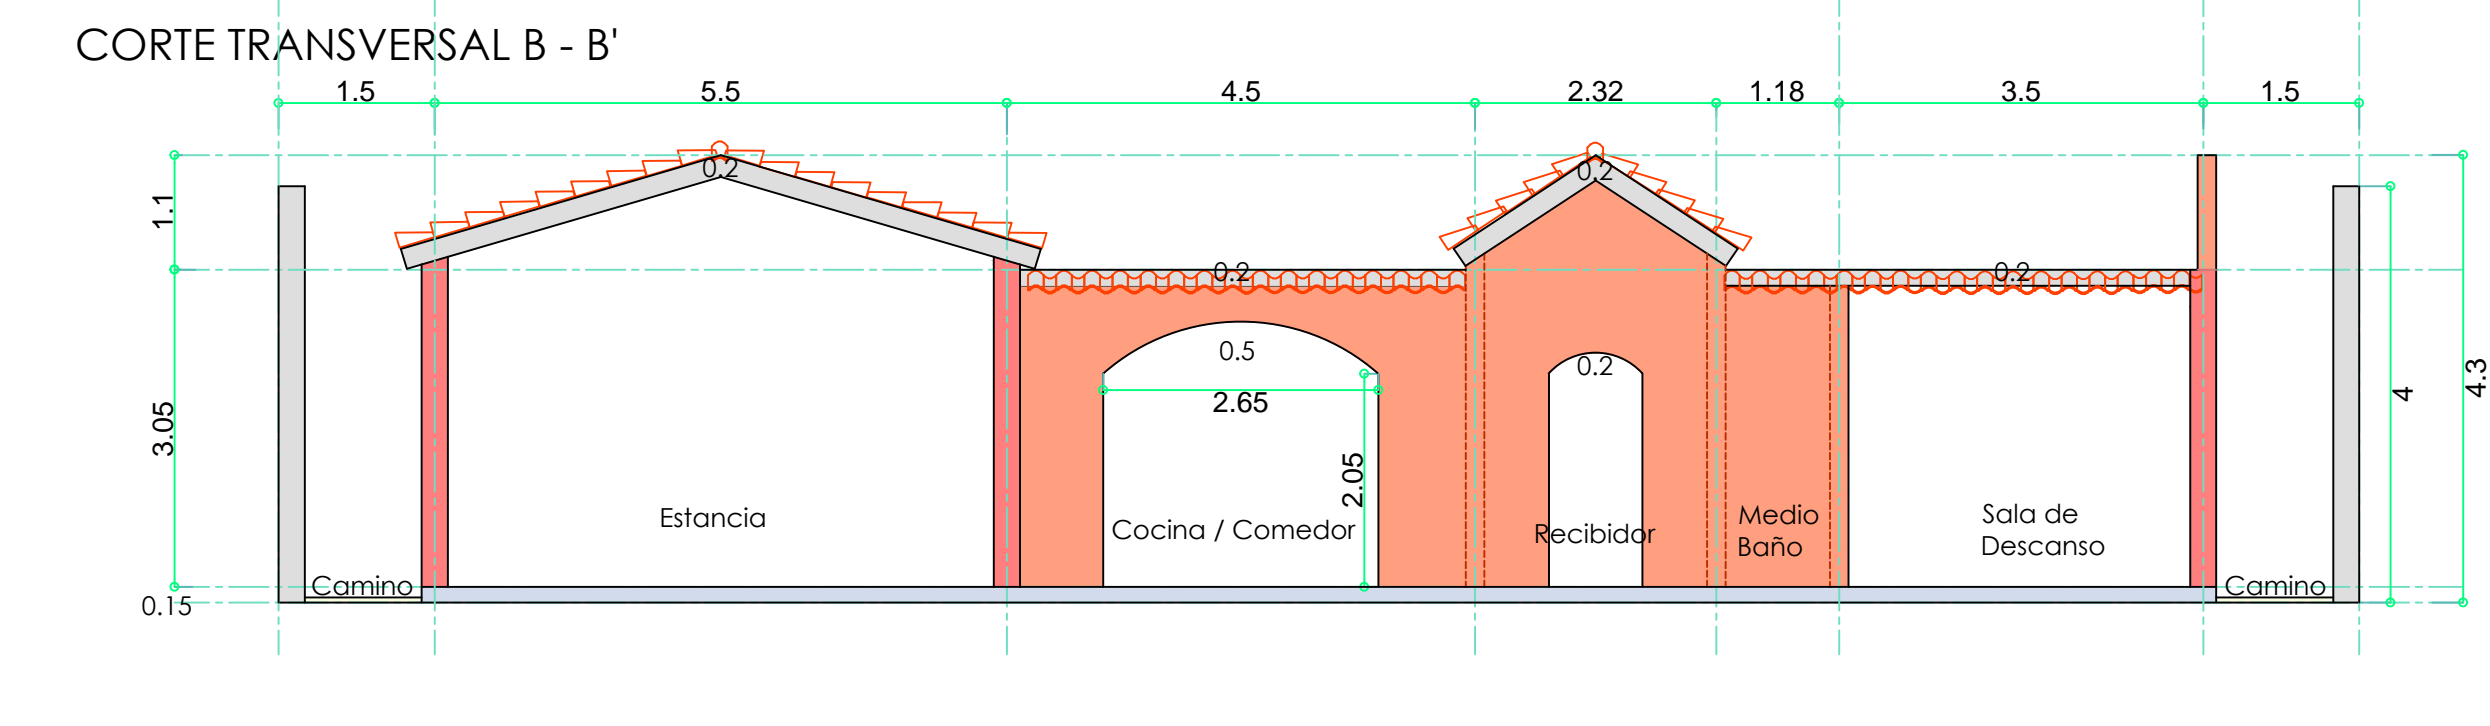 CORTE TRANSVERSAL B - B'
1.5 5.5 4.5 2.32 1.18 3.5 1.5
0.2 0.2
1.1
0.2 0.2
0.5 0.2
2.65
4.3
4
3.05
2.05
Estancia
Cocina / Comedor
Recibidor
Medio
Baño
Sala de
Descanso
Camino Camino
0.15